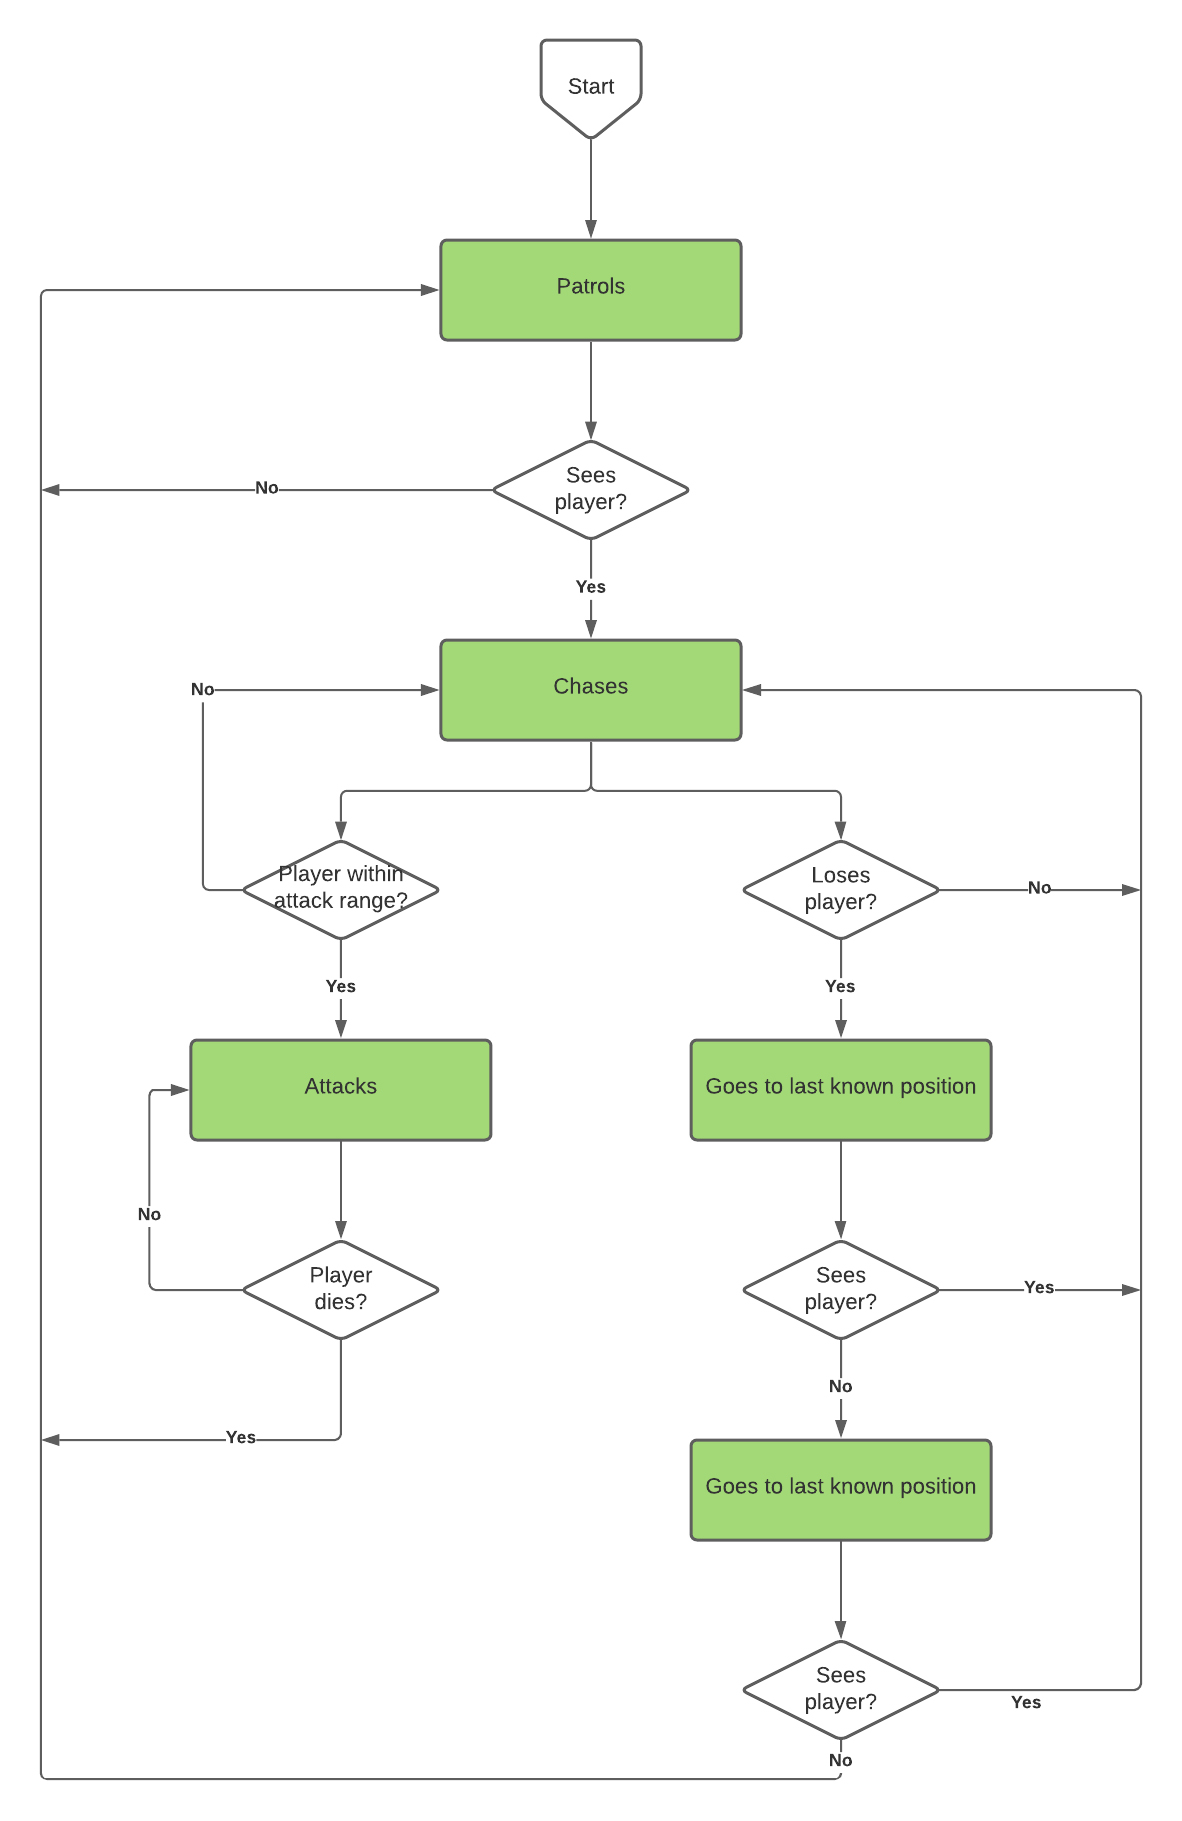 Start
Patrols
Sees
player?
No
Yes
Chases
No
Player within
attack range?
Loses
player?
No
Yes
Yes
Attacks
Goes to last known position
No
Player
dies?
Sees
player?
Yes
No
Yes
Goes to last known position
Sees
player?
Yes
No